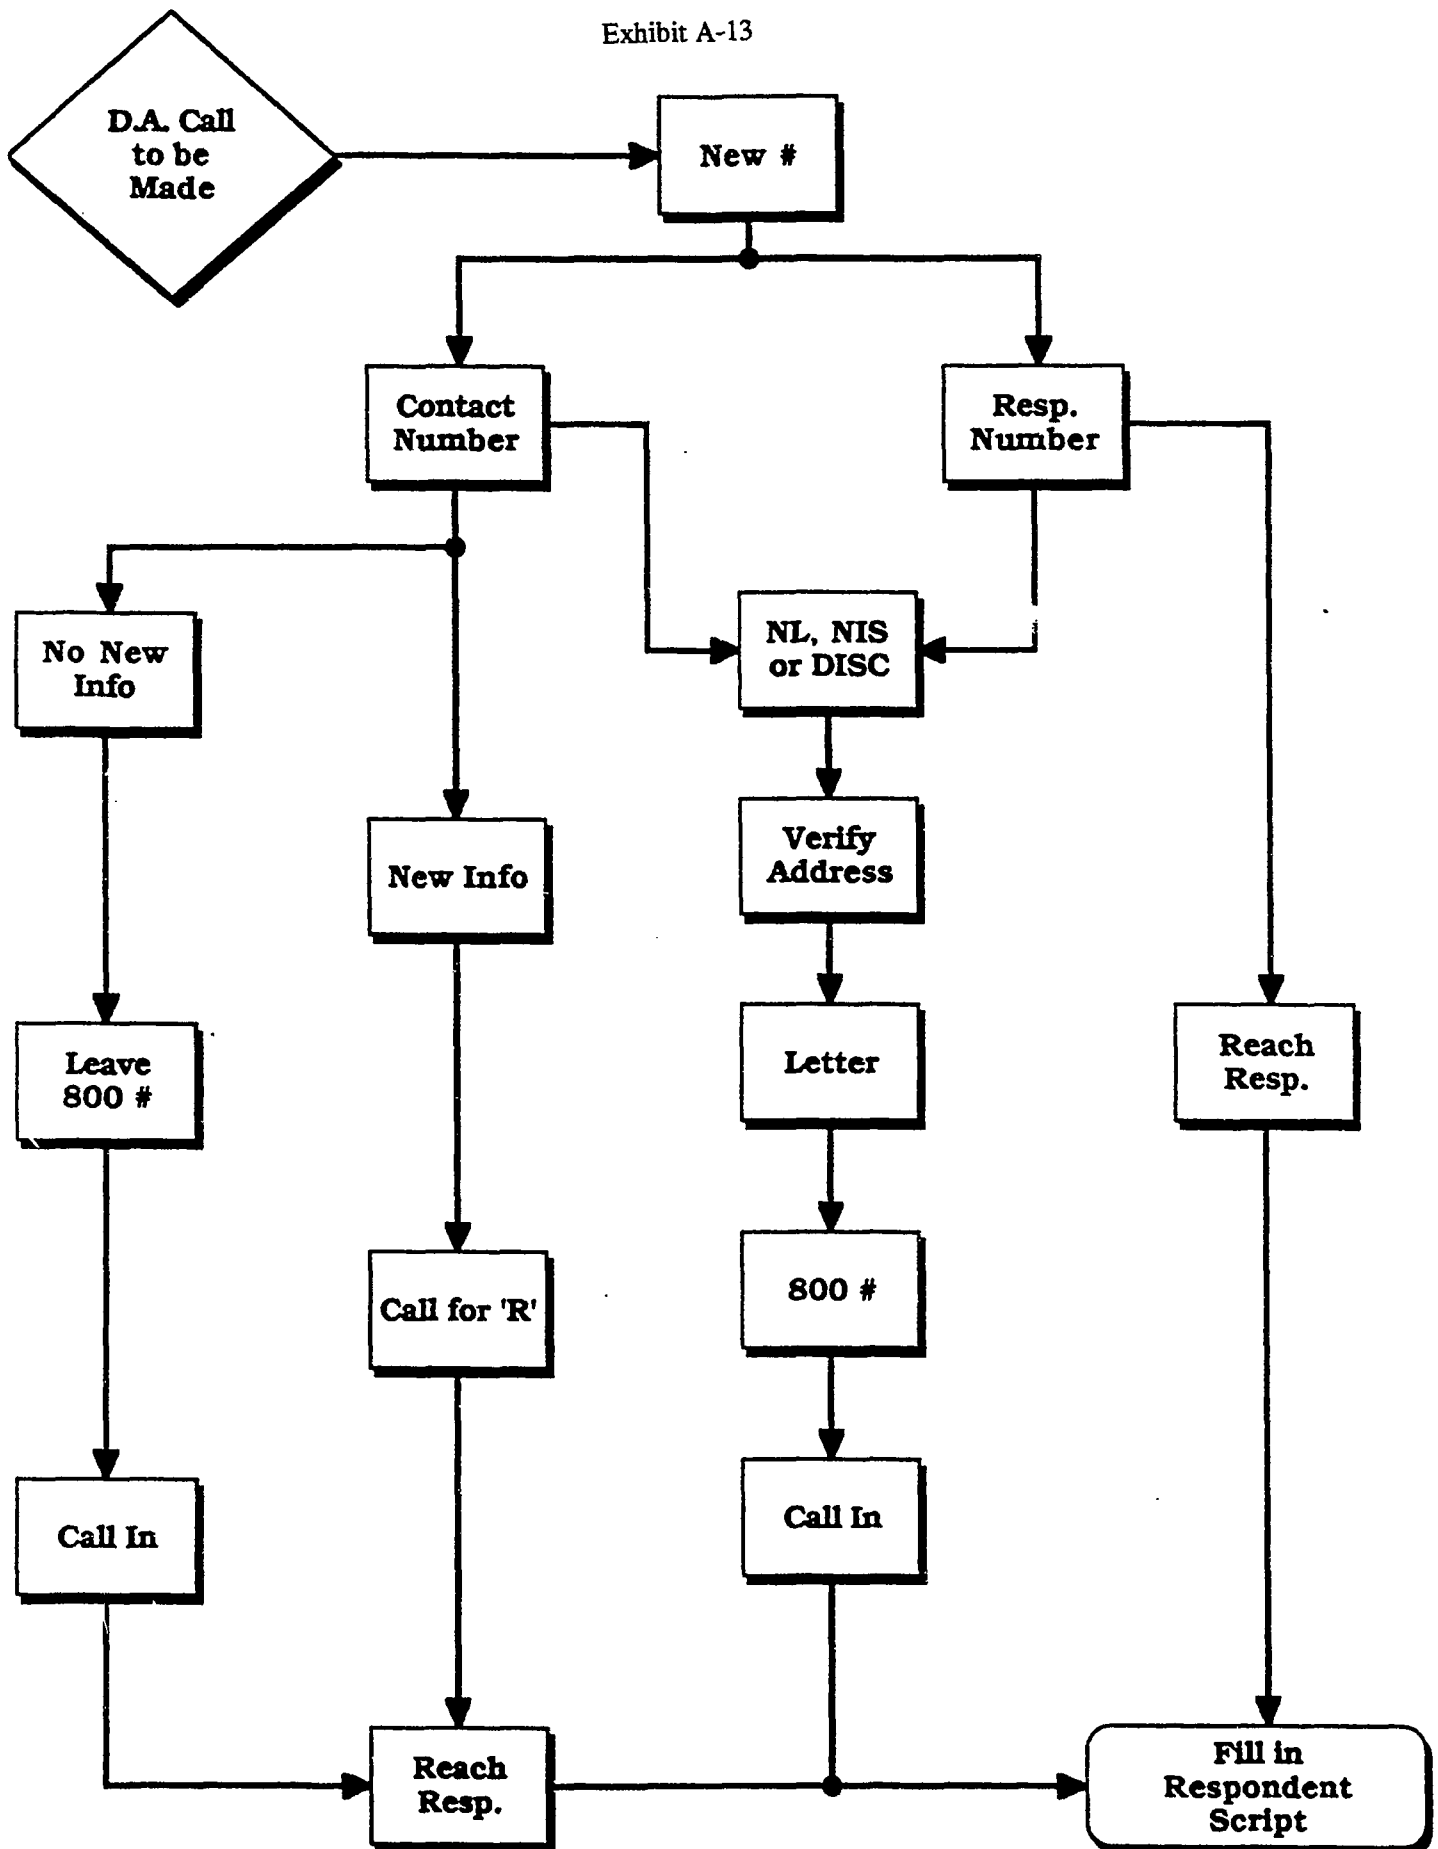 Exhibit A-13
D.A. Call
to be
Made
New #
Contact
Number
Resp.
Number
No New
Info
NL, NIS
or DISC
Verify
Address
New Info
Leave
800 #
Letter
Reach
Resp.
Call for 'R'
800 #
Call In
Call In
Reach
Resp.
Fill in
Respondent
Script